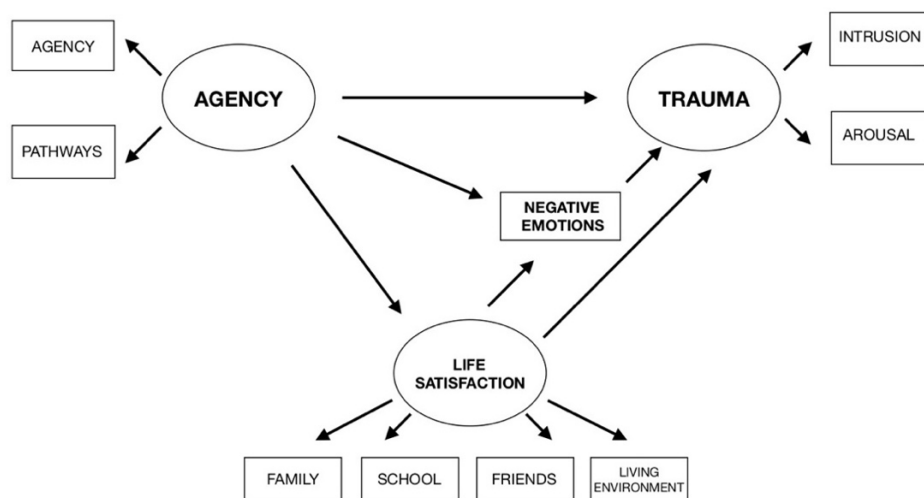 AGENCY
PATHWAYS
AGENCY
TRAUMA
INTRUSION
AROUSAL
NEGATIVE
EMOTIONS
LIFE
SATISFACTION
FAMILY
SCHOOL
FRIENDS
LIVING
ENVIRONMENT